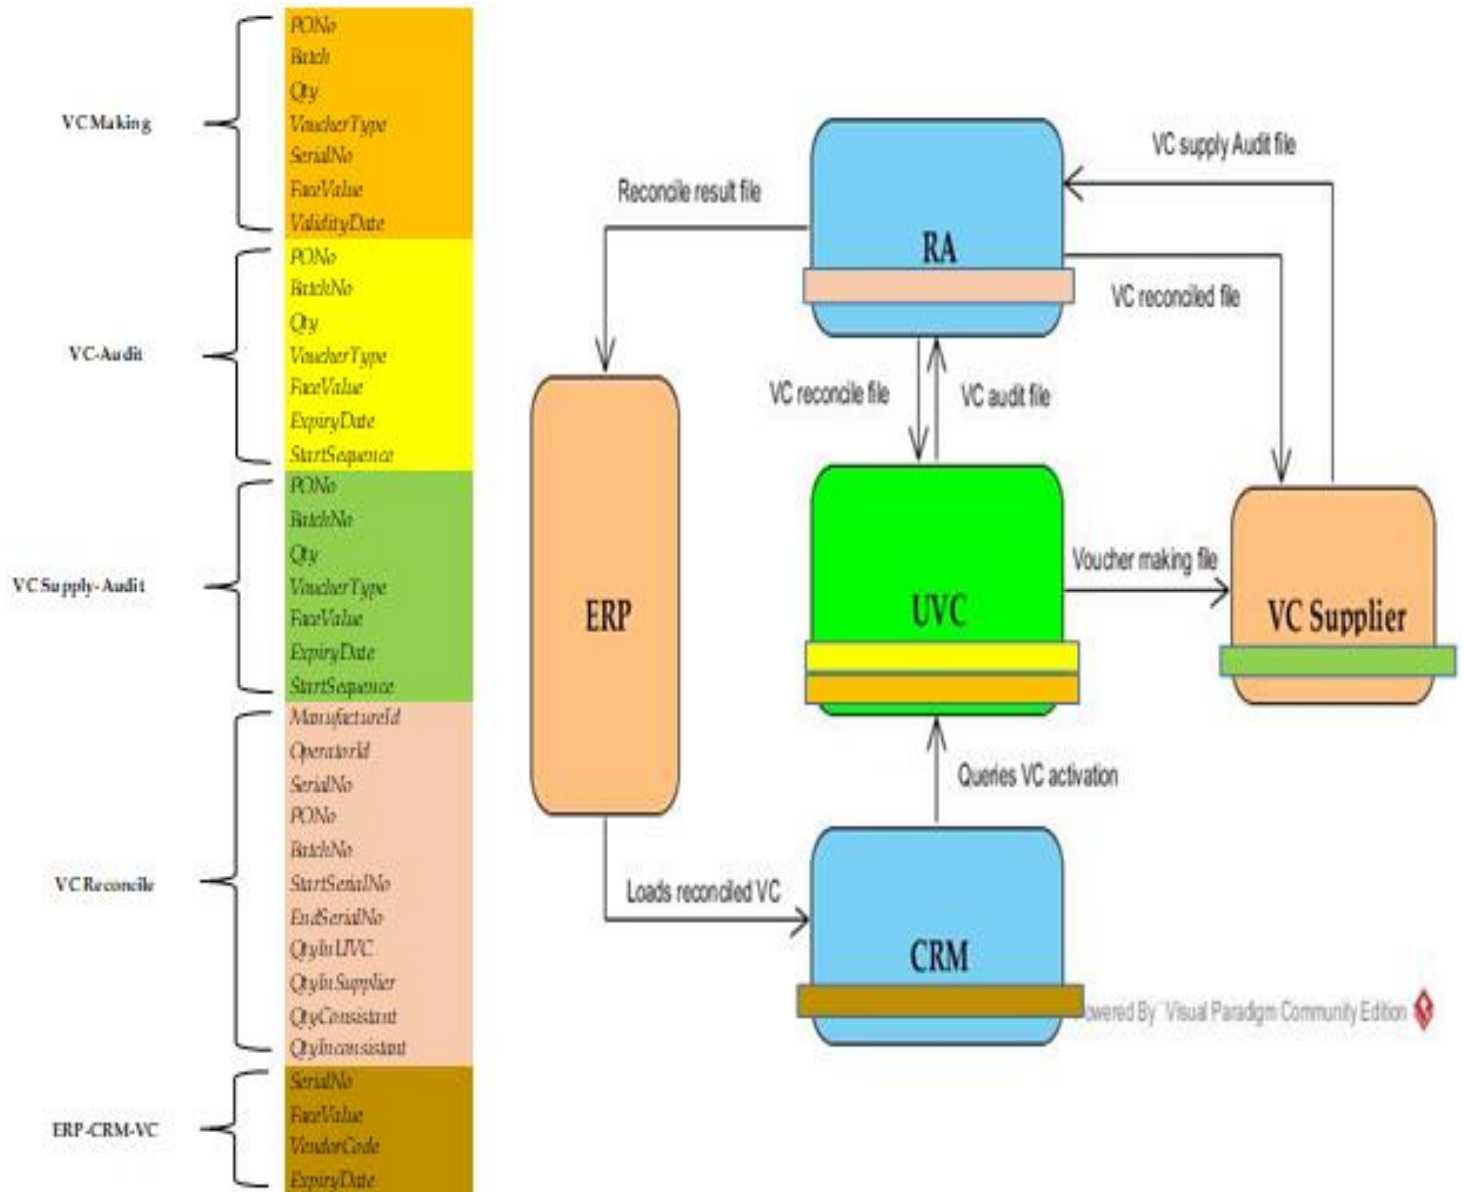 VC Making
PONo
Batch
Qty
VoucherType
SerialNo
FaceValue
ValidityDate
VC-Audit
PONo
BatchNo
Qty
VoucherType
FaceValue
ExpiryDate
StartSequence
VC Supply-Audit
PONo
BatchNo
Qty
VoucherType
FaceValue
ExpiryDate
StartSequence
VC Reconcile
ManufactureId
OperatorId
SerialNo
PONo
BatchNo
StartSerialNo
EndSerialNo
QtyInUVC
QtyInSupplier
QtyConsistant
QtyInconsistant
ERP-CRM-VC
SerialNo
FaceValue
VendorCode
ExpiryDate
VC supply Audit file
Reconcile result file
RA
VC reconciled file
VC reconcile file
VC audit file
ERP
UVC
Voucher making file
VC Supplier
Queries VC activation
Loads reconciled VC
CRM
owered By Visual Paradigm Community Edition